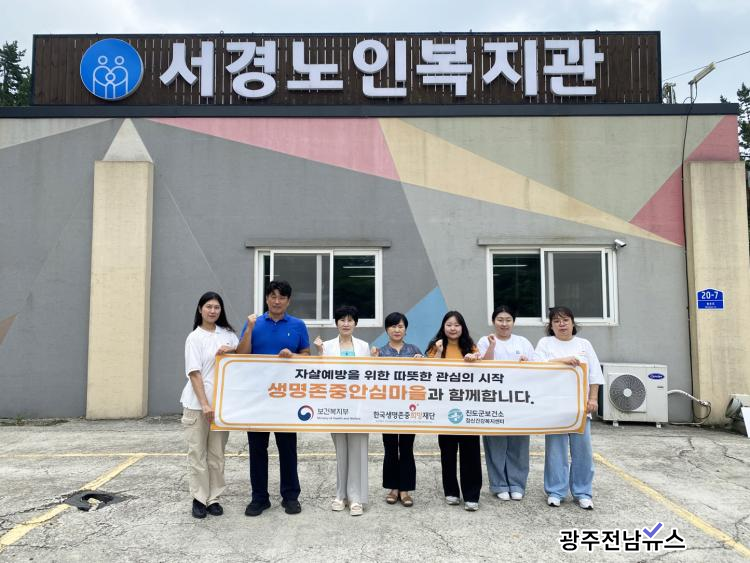 서경노인복지관
20-7
자살예방을 위한 따뜻한 관심의 시작
생명존중안심마을과 함께합니다.
보건복지부
한국생명존중희망재단
진도군보건소
정신건강복지센터
Carrier
광주전남뉴스